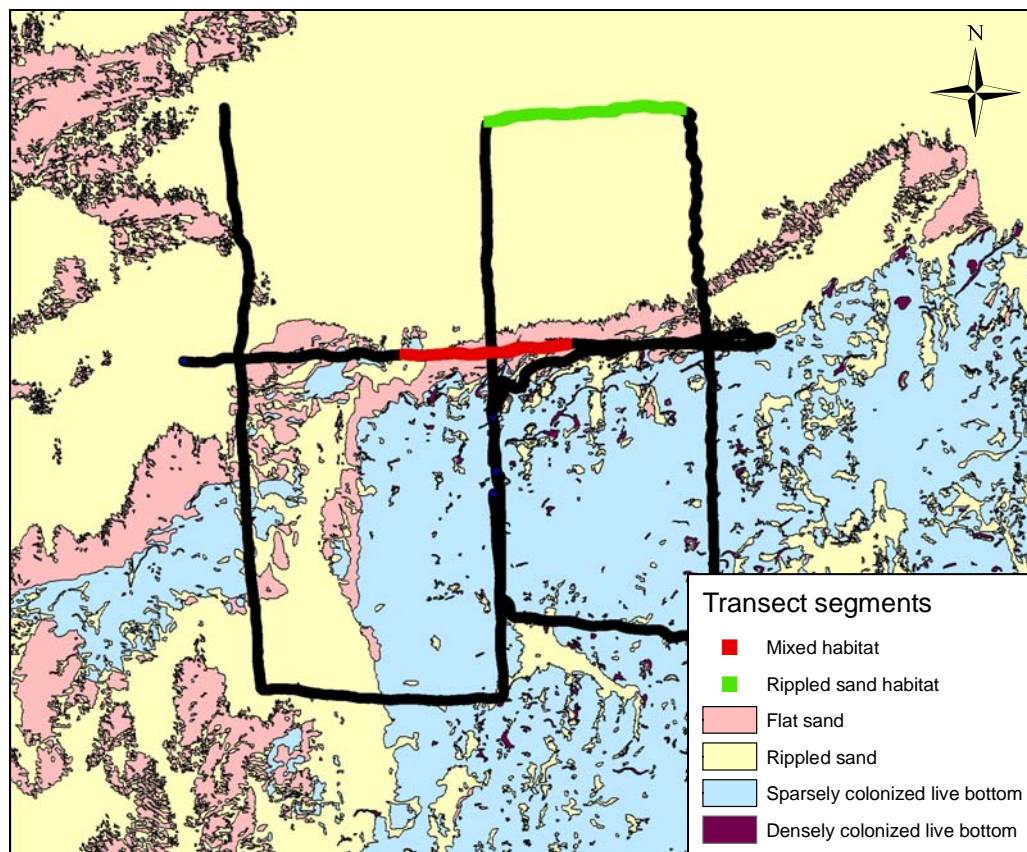 N
Transect segments
Mixed habitat
Rippled sand habitat
Flat sand
Rippled sand
Sparsely colonized live bottom
Densely colonized live bottom